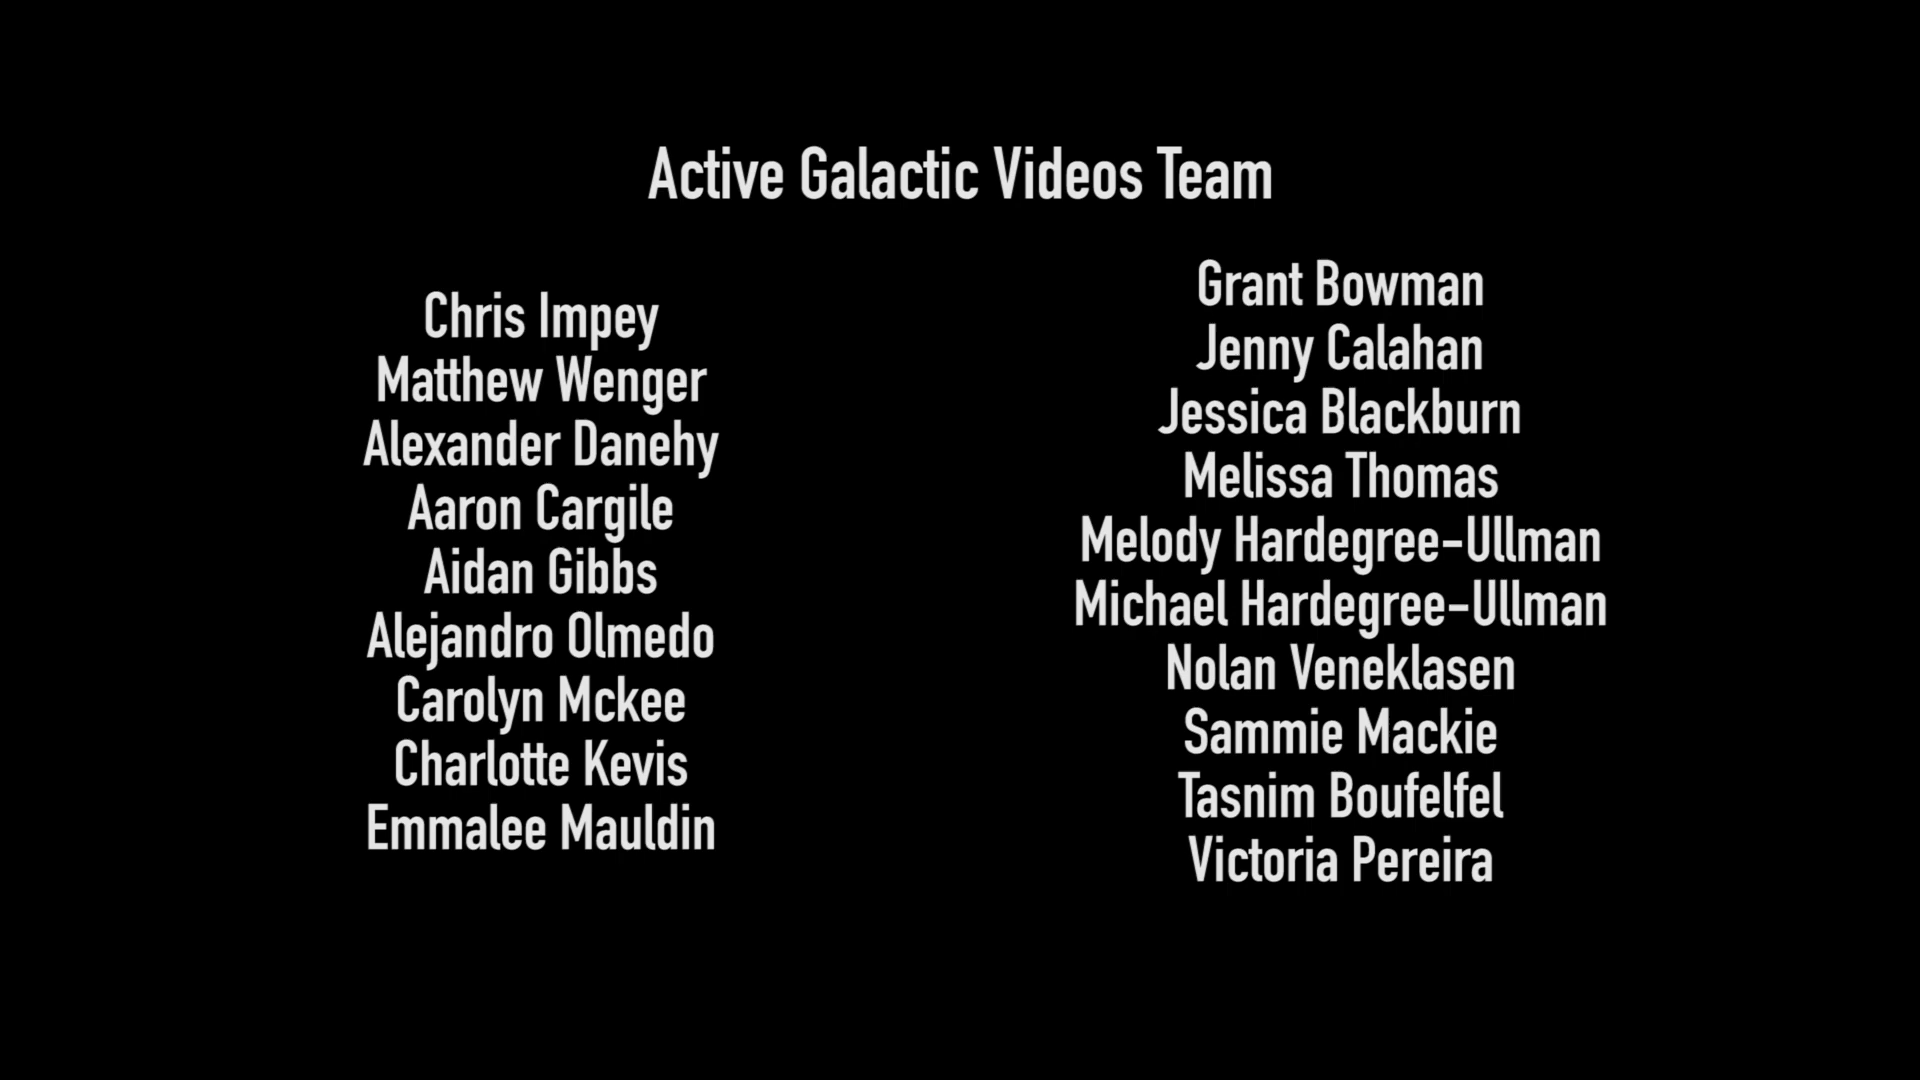 Active Galactic Videos Team
Chris Impey
Matthew Wenger
Alexander Danehy
Aaron Cargile
Aidan Gibbs
Alejandro Olmedo
Carolyn Mckee
Charlotte Kevis
Emmalee Mauldin
Grant Bowman
Jenny Calahan
Jessica Blackburn
Melissa Thomas
Melody Hardegree-Ullman
Michael Hardegree-Ullman
Nolan Veneklasen
Sammie Mackie
Tasnim Boufelfel
Victoria Pereira